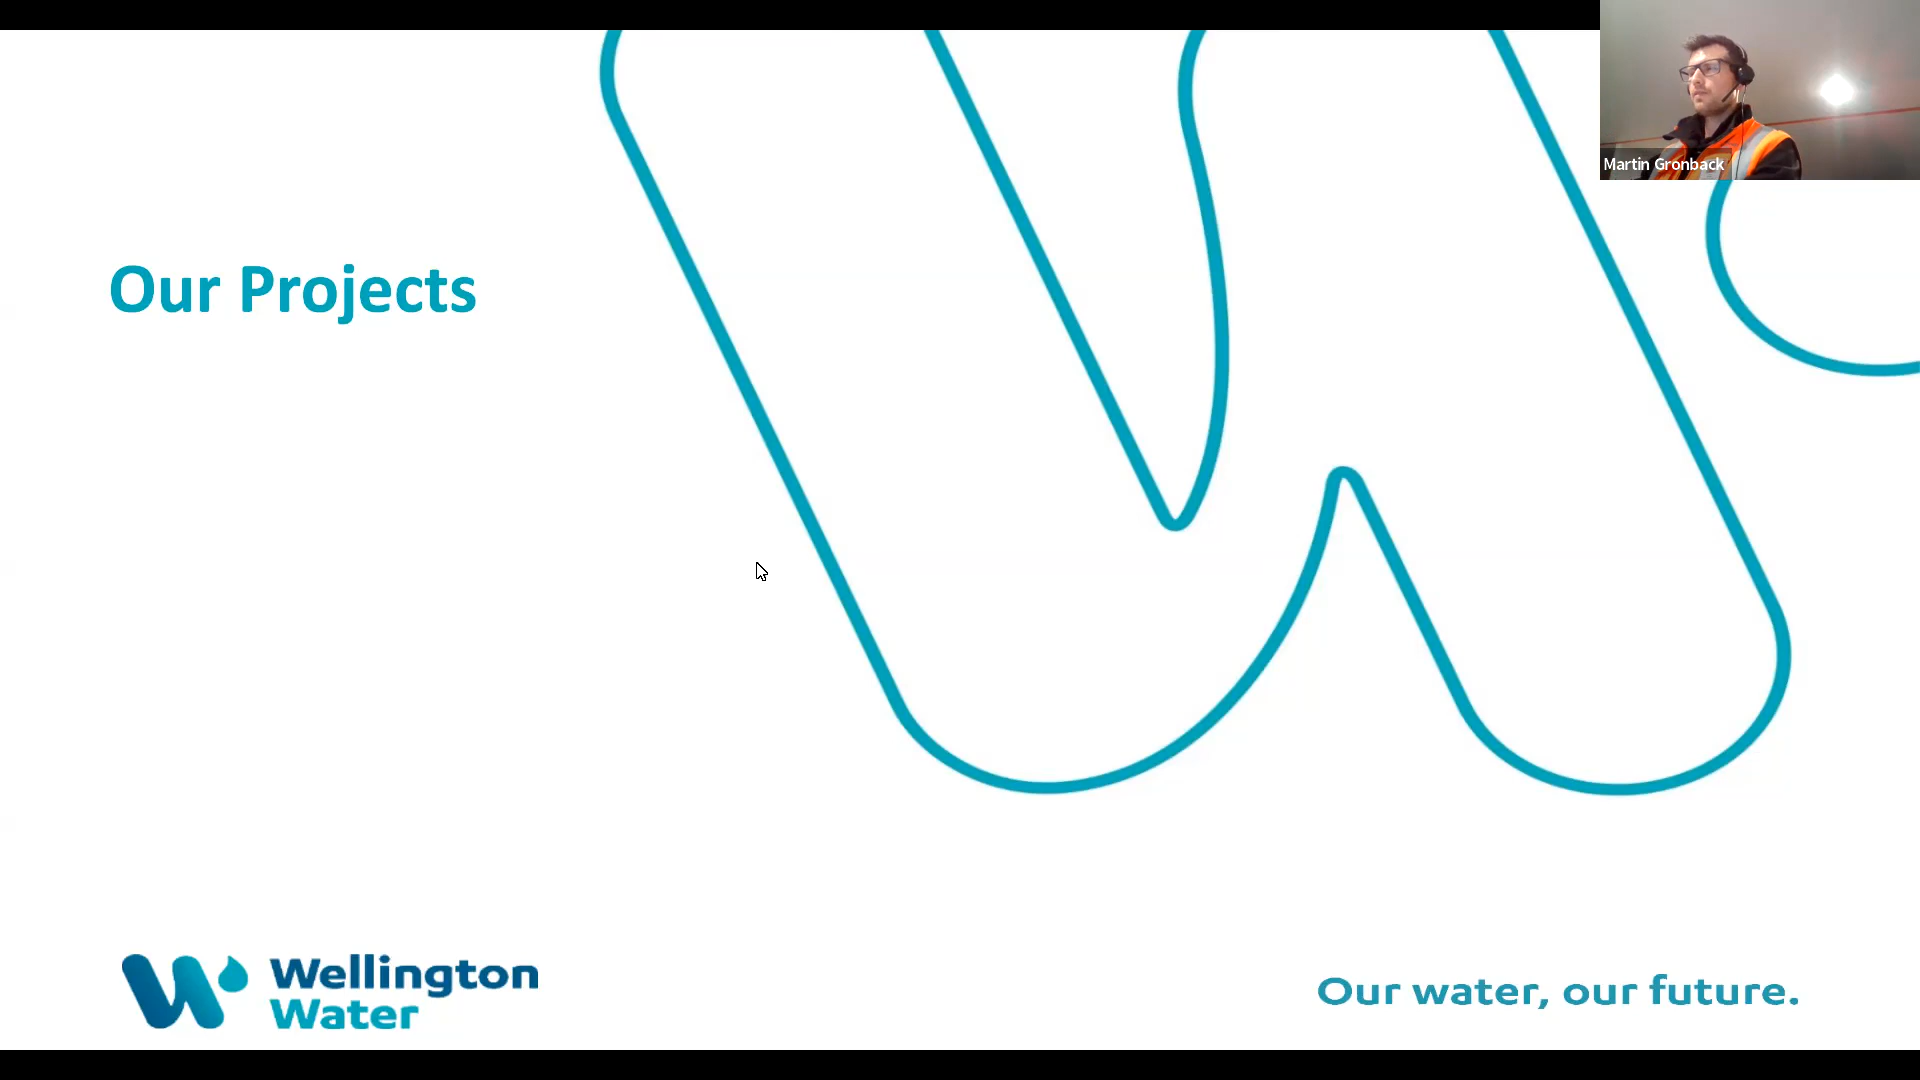 Martin Gronback
Our Projects
Wellington
Water
Our water, our future.